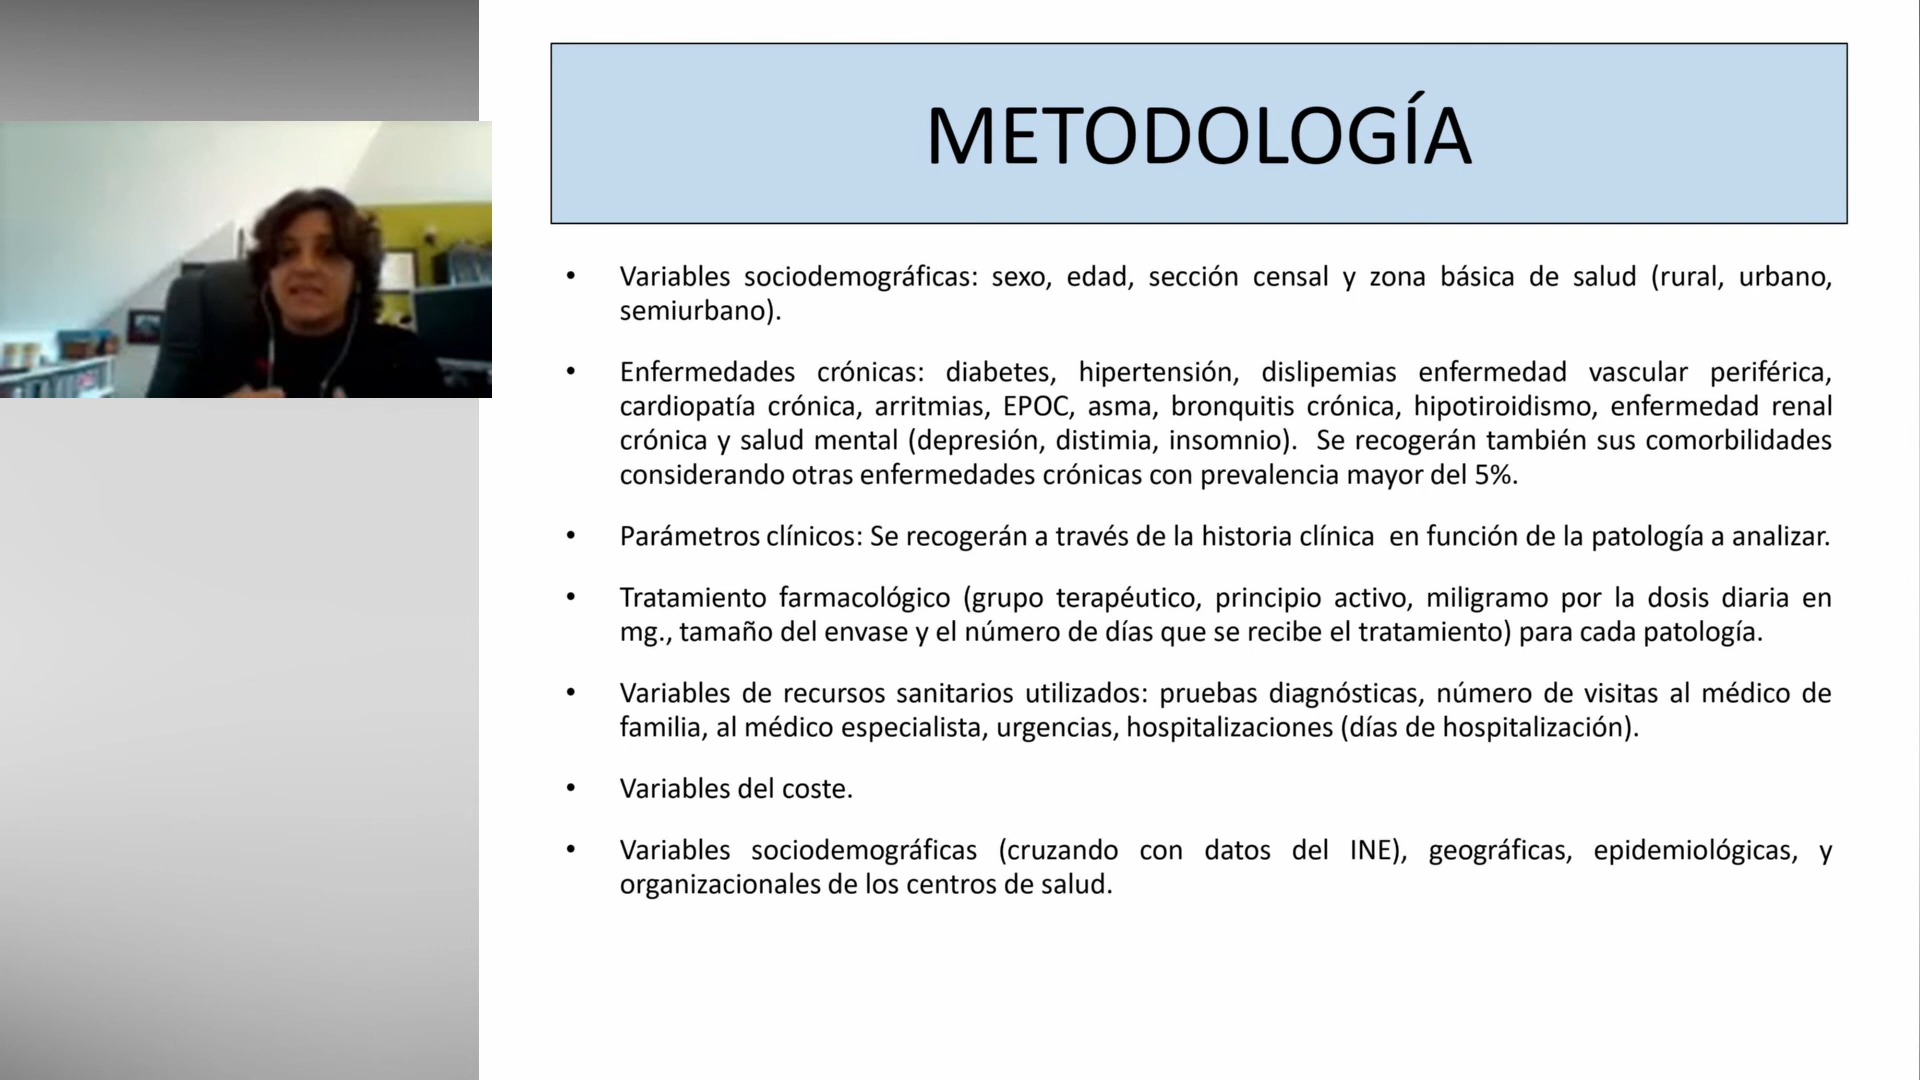 METODOLOGÍA
• Variables sociodemográficas: sexo, edad, sección censal y zona básica de salud (rural, urbano,
semiurbano).
• Enfermedades crónicas: diabetes, hipertensión, dislipemias enfermedad vascular periférica,
cardiopatía crónica, arritmias, EPOC, asma, bronquitis crónica, hipotiroidismo, enfermedad renal
crónica y salud mental (depresión, distimia, insomnio).  Se recogerán también sus comorbilidades
considerando otras enfermedades crónicas con prevalencia mayor del 5%.
• Parámetros clínicos: Se recogerán a través de la historia clínica  en función de la patología a analizar.
• Tratamiento farmacológico (grupo terapéutico, principio activo, miligramo por la dosis diaria en
mg., tamaño del envase y el número de días que se recibe el tratamiento) para cada patología.
• Variables de recursos sanitarios utilizados: pruebas diagnósticas, número de visitas al médico de
familia, al médico especialista, urgencias, hospitalizaciones (días de hospitalización).
• Variables del coste.
• Variables sociodemográficas (cruzando con datos del INE), geográficas, epidemiológicas, y
organizacionales de los centros de salud.